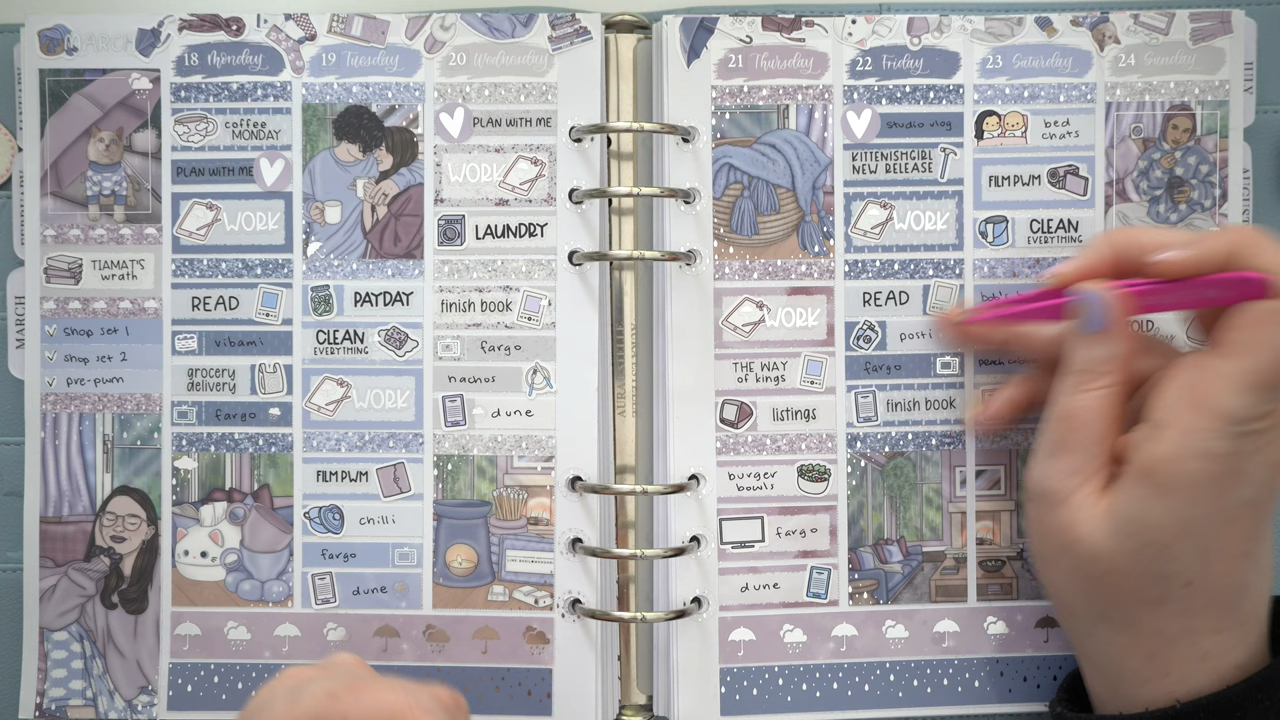 MARCH
18 Monday
19 Tuesday
20 Wednesday
21 Thursday
22 Friday
23 Saturday
24 Sunday
TIAMAT'S
wrath
shop set 1
shop set 2
pre-pwm
MARCH
coffee
MONDAY
PLAN WITH ME
WORK
READ
vibami
grocery
delivery
fargo
PAYDAY
CLEAN
EVERYTHING
WORK
FILM PWM
chilli
fargo
dune
PLAN WITH ME
WORK
LAUNDRY
finish book
fargo
nachos
dune
AURA ESTELLE
WORK
THE WAY
of kings
listings
burger
bowls
fargo
dune
studio vlog
KITTENISHGIRL
NEW RELEASE
WORK
READ
posti
fargo
finish book
bed
chats
FILM PWM
CLEAN
EVERYTHING
bob's
JULY
AUGUST